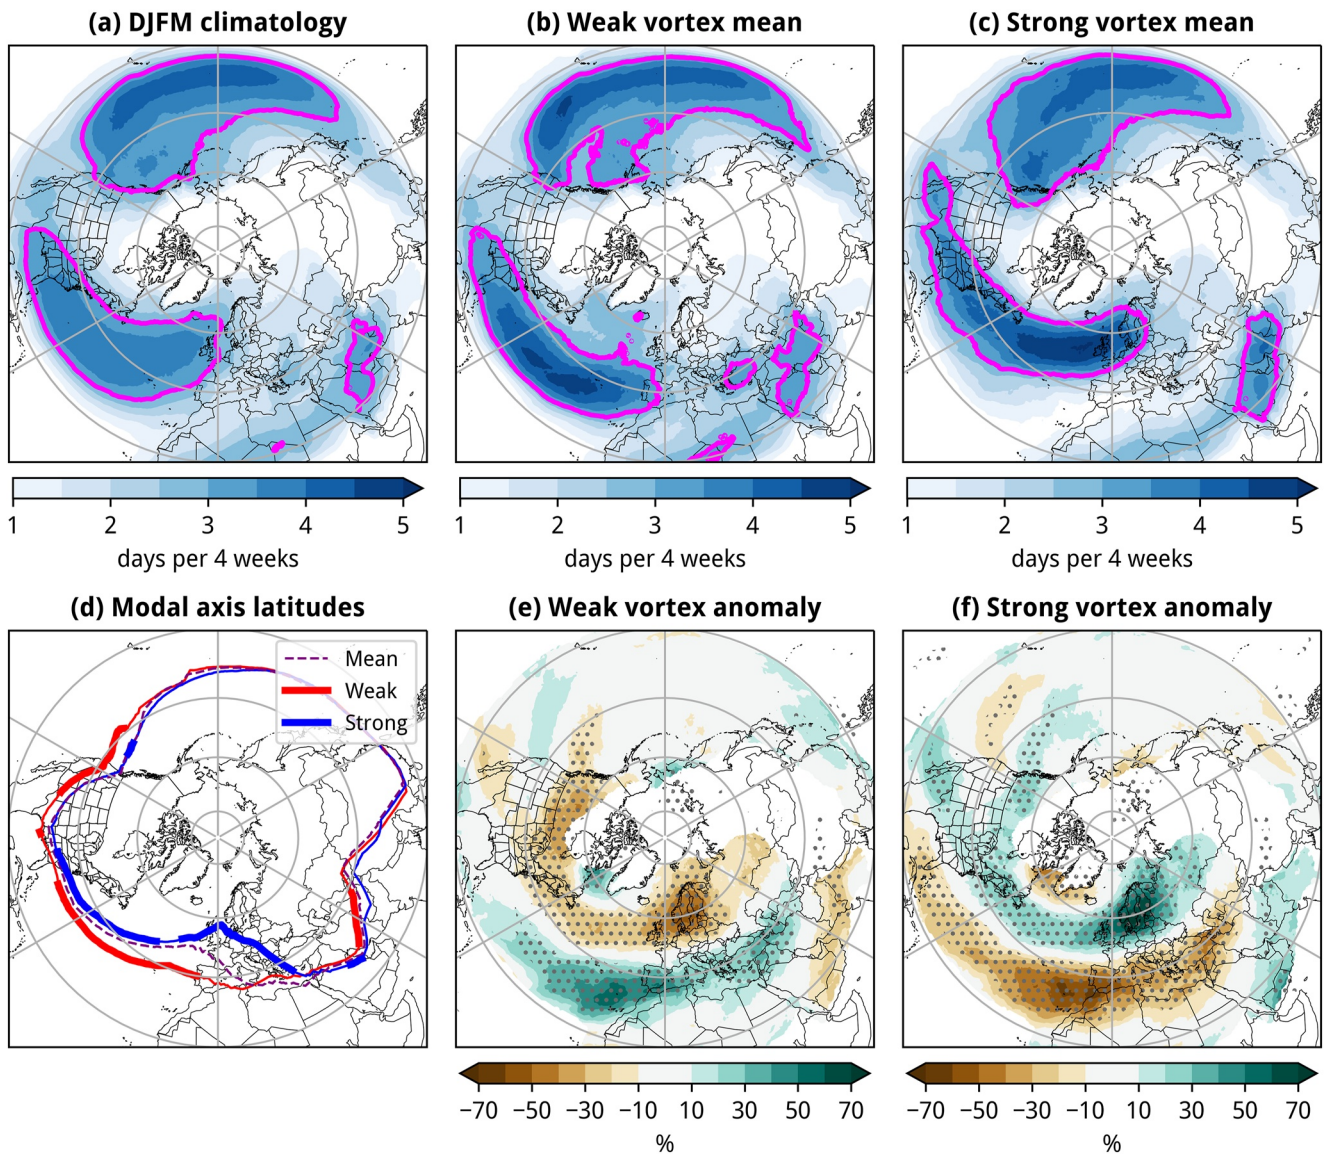 (a) DJFM climatology
(b) Weak vortex mean
(c) Strong vortex mean
1 2 3 4 5
days per 4 weeks
1 2 3 4 5
days per 4 weeks
1 2 3 4 5
days per 4 weeks
(d) Modal axis latitudes
(e) Weak vortex anomaly
(f) Strong vortex anomaly
Mean
Weak
Strong
−70 −50 −30 −10 10 30 50 70
%
−70 −50 −30 −10 10 30 50 70
%